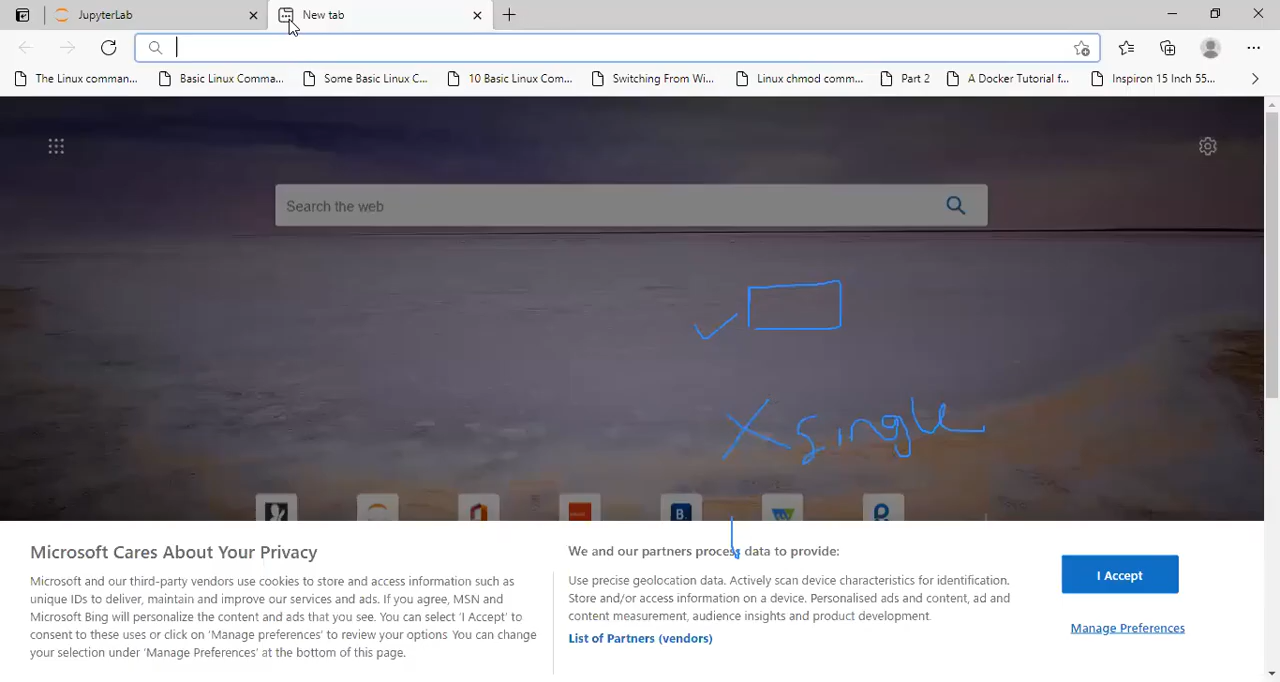 JupyterLab
New tab
The Linux comman...
Basic Linux Comma...
Some Basic Linux C...
10 Basic Linux Com...
Switching From Wi...
Linux chmod comm...
Part 2
A Docker Tutorial f...
Inspiron 15 Inch 55...
Search the web
X single
B.
Microsoft Cares About Your Privacy
Microsoft and our third-party vendors use cookies to store and access information such as
unique IDs to deliver, maintain and improve our services and ads. If you agree, MSN and
Microsoft Bing will personalize the content and ads that you see. You can select 'I Accept' to
consent to these uses or click on 'Manage preferences' to review your options You can change
your selection under 'Manage Preferences' at the bottom of this page.
We and our partners process data to provide:
Use precise geolocation data. Actively scan device characteristics for identification.
Store and/or access information on a device. Personalised ads and content, ad and
content measurement, audience insights and product development.
List of Partners (vendors)
I Accept
Manage Preferences